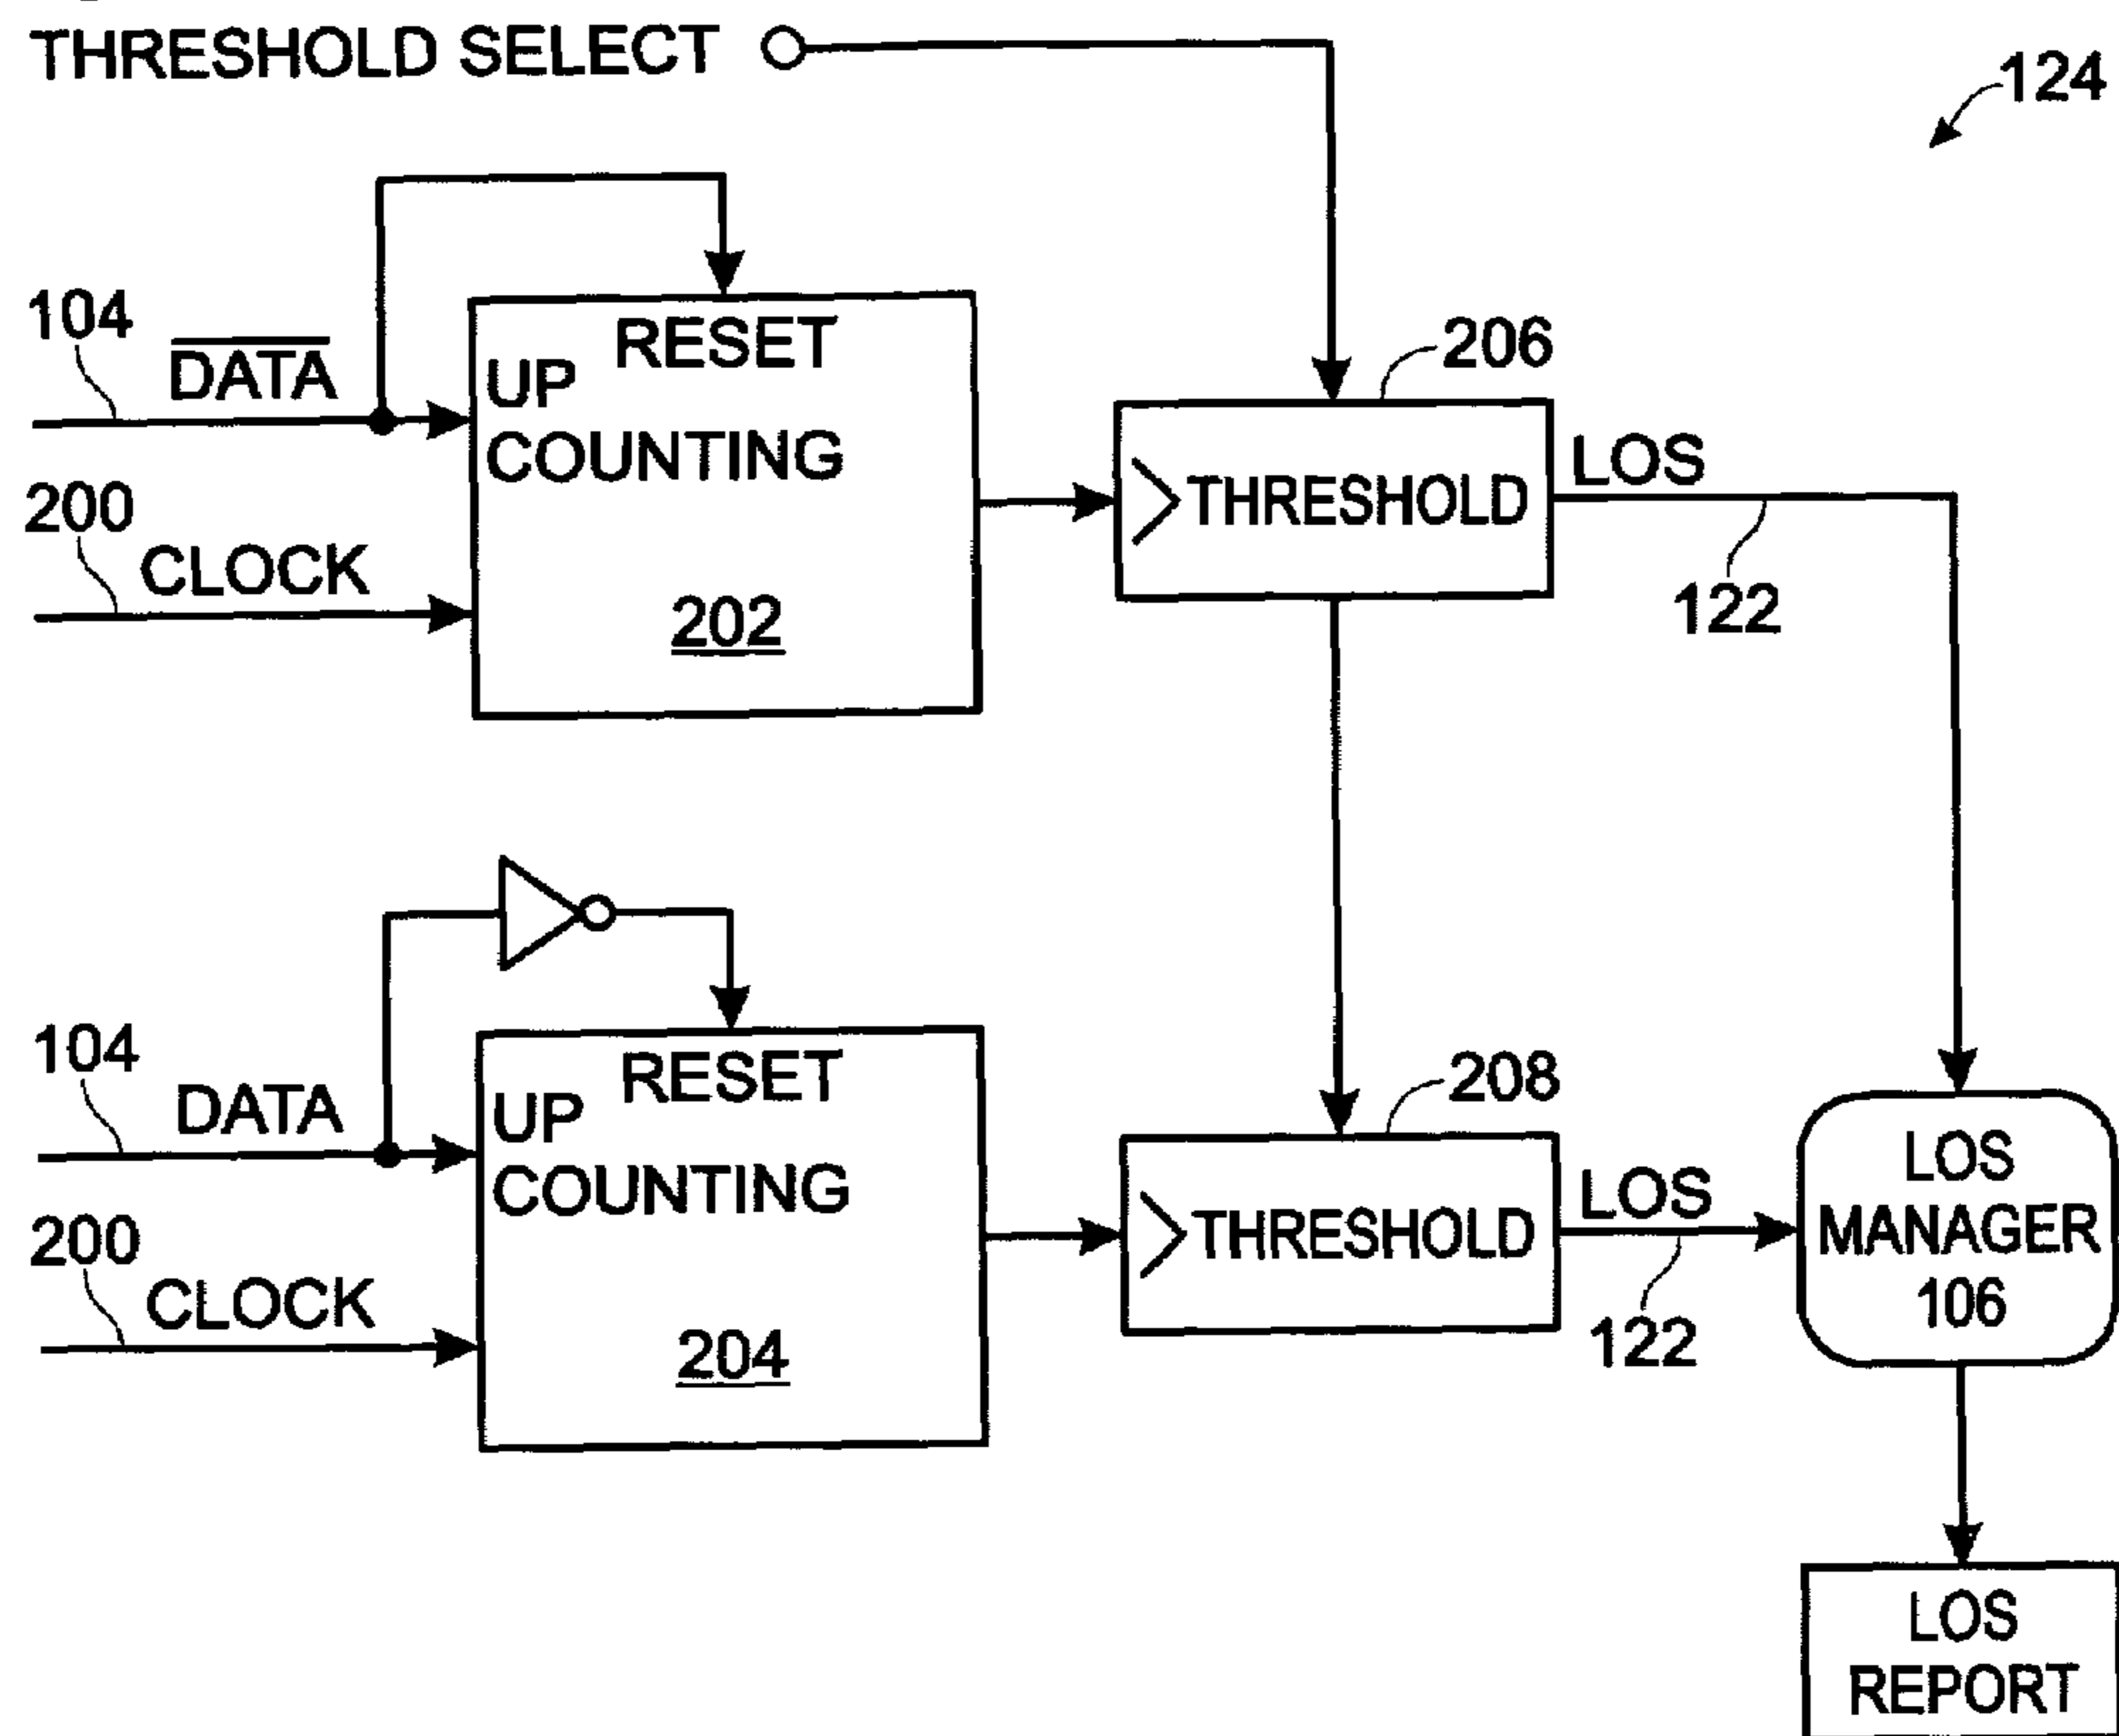 THRESHOLD SELECT
124
104
DATA
RESET
UP
COUNTING
200
CLOCK
202
206
> THRESHOLD
LOS
122
104
DATA
RESET
UP
COUNTING
200
CLOCK
204
208
> THRESHOLD
LOS
122
LOS
MANAGER
106
LOS
REPORT